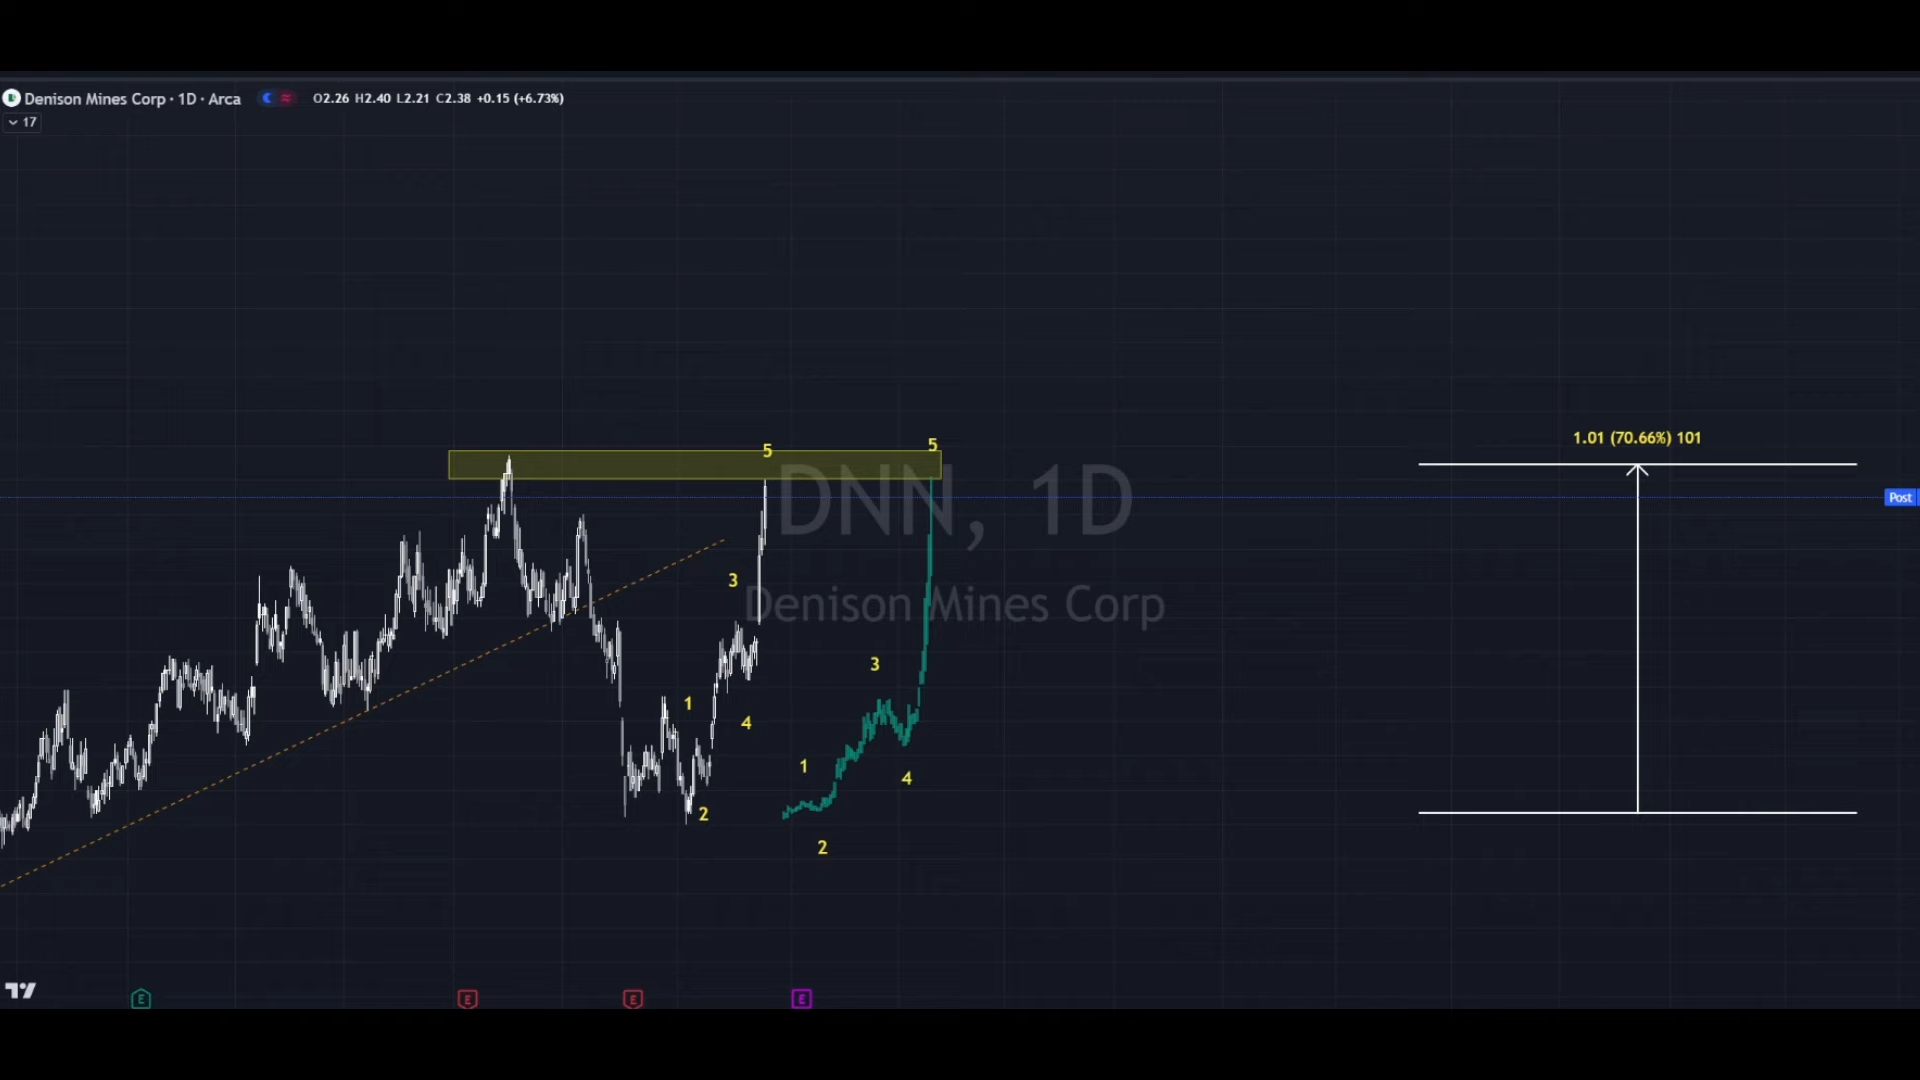 Denison Mines Corp · 1D · Arca O2.26 H2.40 L2.21 C2.38 +0.15 (+6.73%)
17
1.01 (70.66%) 101
5
5
DNN, 1D
Post
3
Denison Mines Corp
3
1
4
1
4
2
2
E
E
E
E